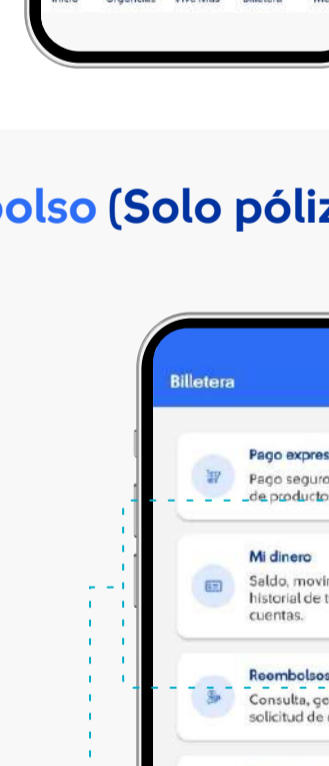 Billetera
bolso (Solo póliz
Billetera
Pago expres
Pago seguro
de producto
Mi dinero
Saldo, movi
historial de t
cuentas.
Reembolsos
Consulta, ge
solicitud de